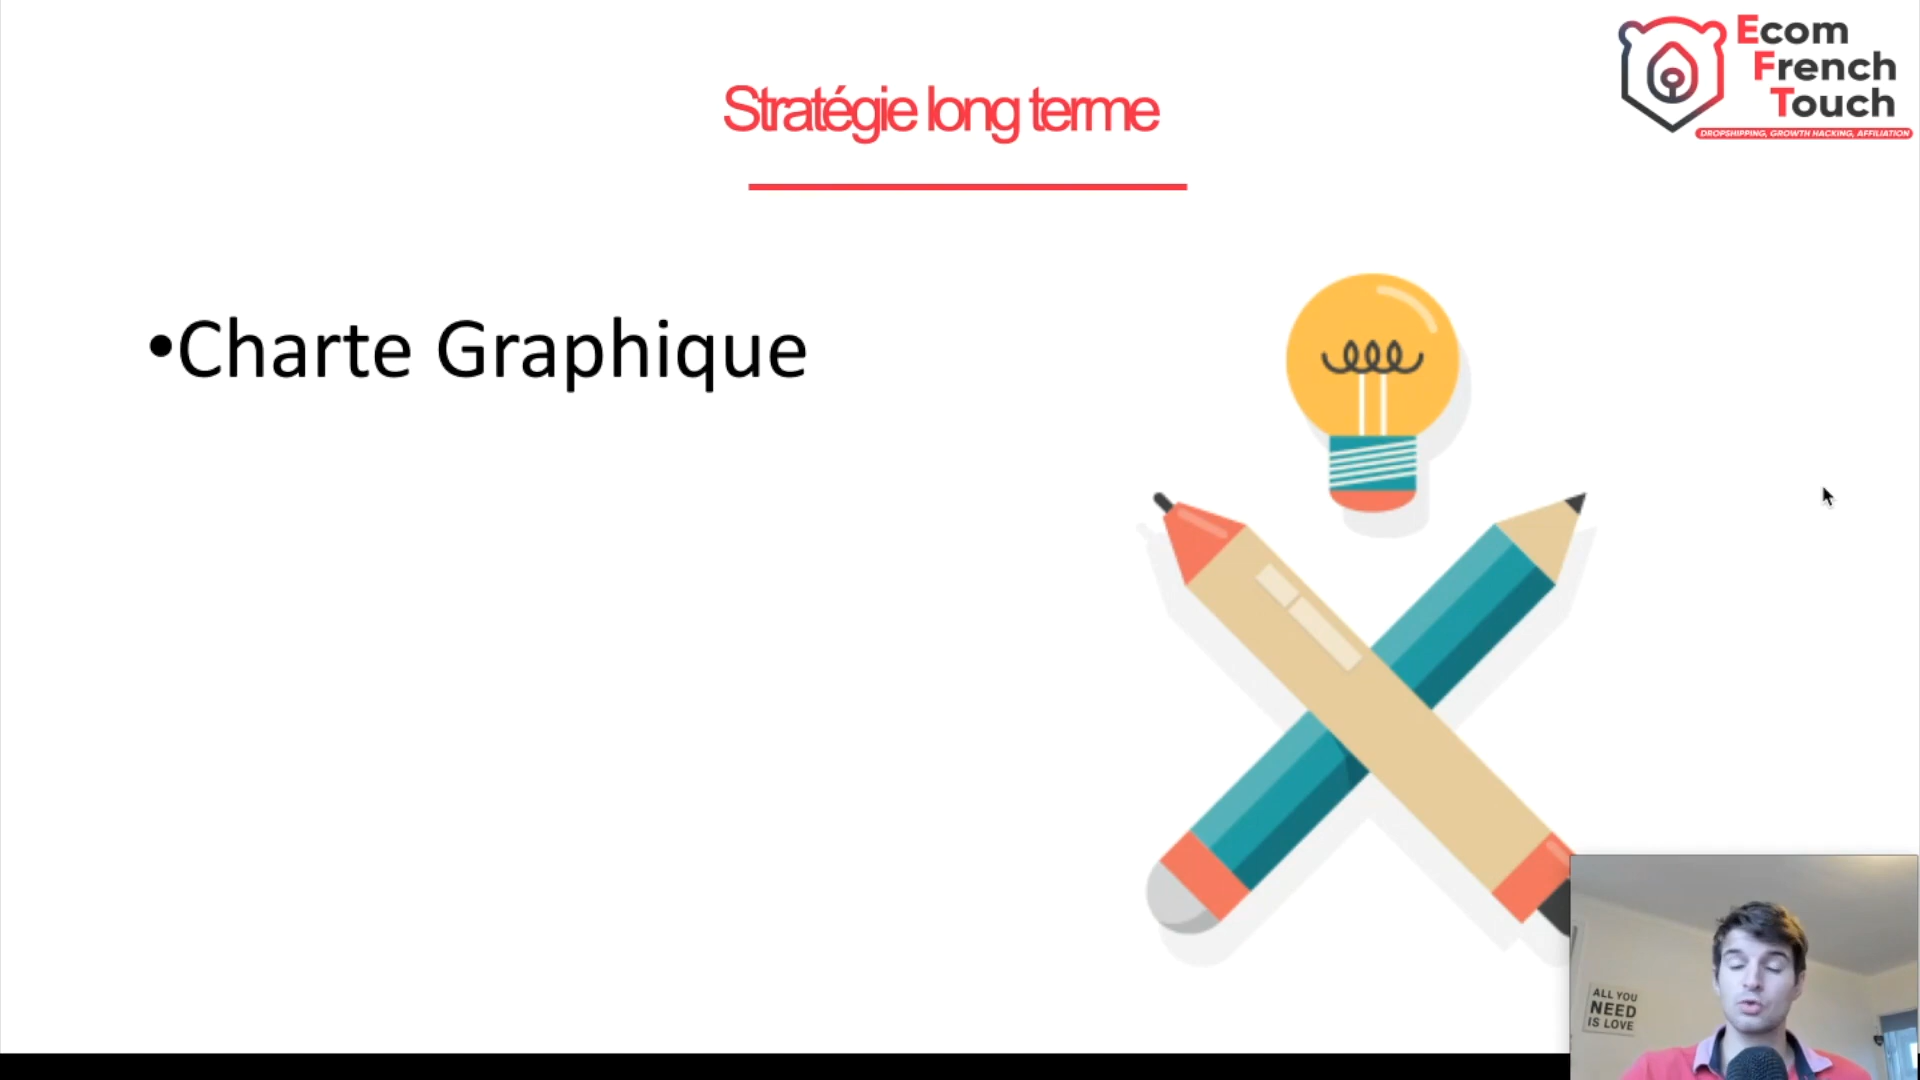 Ecom
French
Touch
DROPSHIPPING, GROWTH HACKING, AFFILIATION
Stratégie long terme
•Charte Graphique
ALL YOU
NEED
IS LOVE